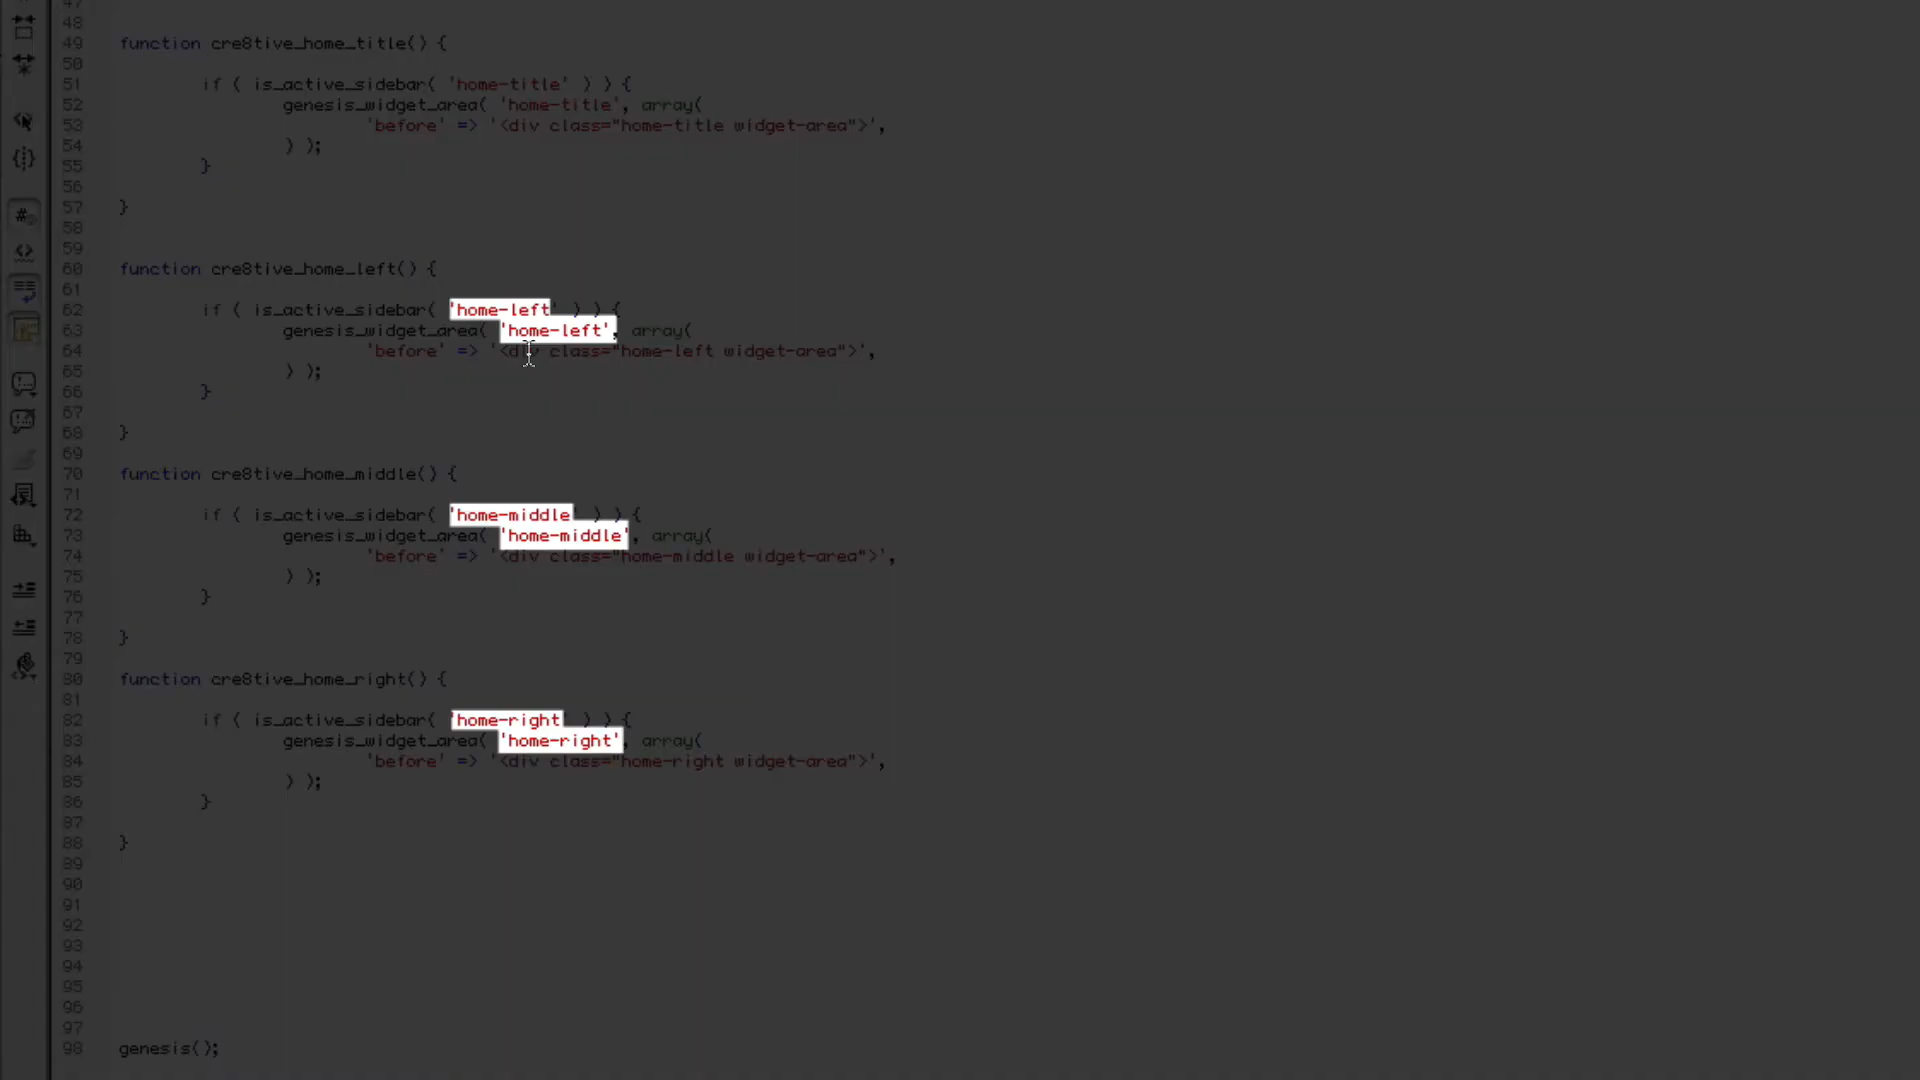 47
48
49 function cre8tive_home_title() {
50
51 if ( is_active_sidebar( 'home-title' ) ) {
52 genesis_widget_area( 'home-title', array(
53 'before' => '<div class="home-title widget-area">',
54 ) );
55 }
56
57 }
58
59
60 function cre8tive_home_left() {
61
62 if ( is_active_sidebar( 'home-left' ) ) {
63 genesis_widget_area( 'home-left', array(
64 'before' => '<div class="home-left widget-area">',
65 ) );
66 }
67
68 }
69
70 function cre8tive_home_middle() {
71
72 if ( is_active_sidebar( 'home-middle' ) ) {
73 genesis_widget_area( 'home-middle', array(
74 'before' => '<div class="home-middle widget-area">',
75 ) );
76 }
77
78 }
79
80 function cre8tive_home_right() {
81
82 if ( is_active_sidebar( 'home-right' ) ) {
83 genesis_widget_area( 'home-right', array(
84 'before' => '<div class="home-right widget-area">',
85 ) );
86 }
87
88 }
89
90
91
92
93
94
95
96
97
98 genesis();